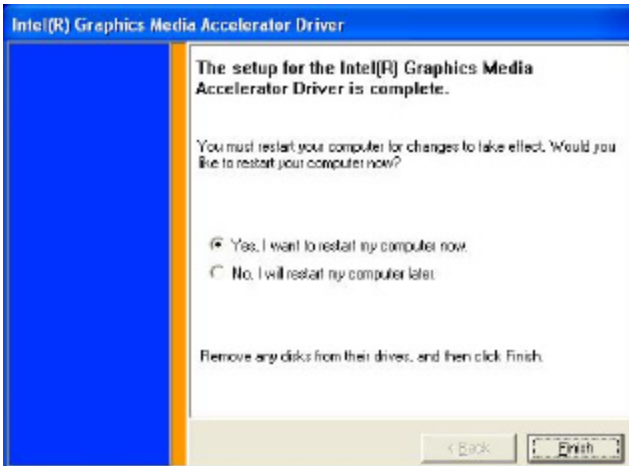 Intel(R) Graphics Media Accelerator Driver
The setup for the Intel(R) Graphics Media
Accelerator Driver is complete.
You must restart your computer for changes to take effect. Would you
like to restart your computer now?
Yes, I want to restart my computer now.
No, I will restart my computer later.
Remove any disks from their drives, and then click Finish.
< Back
Finish